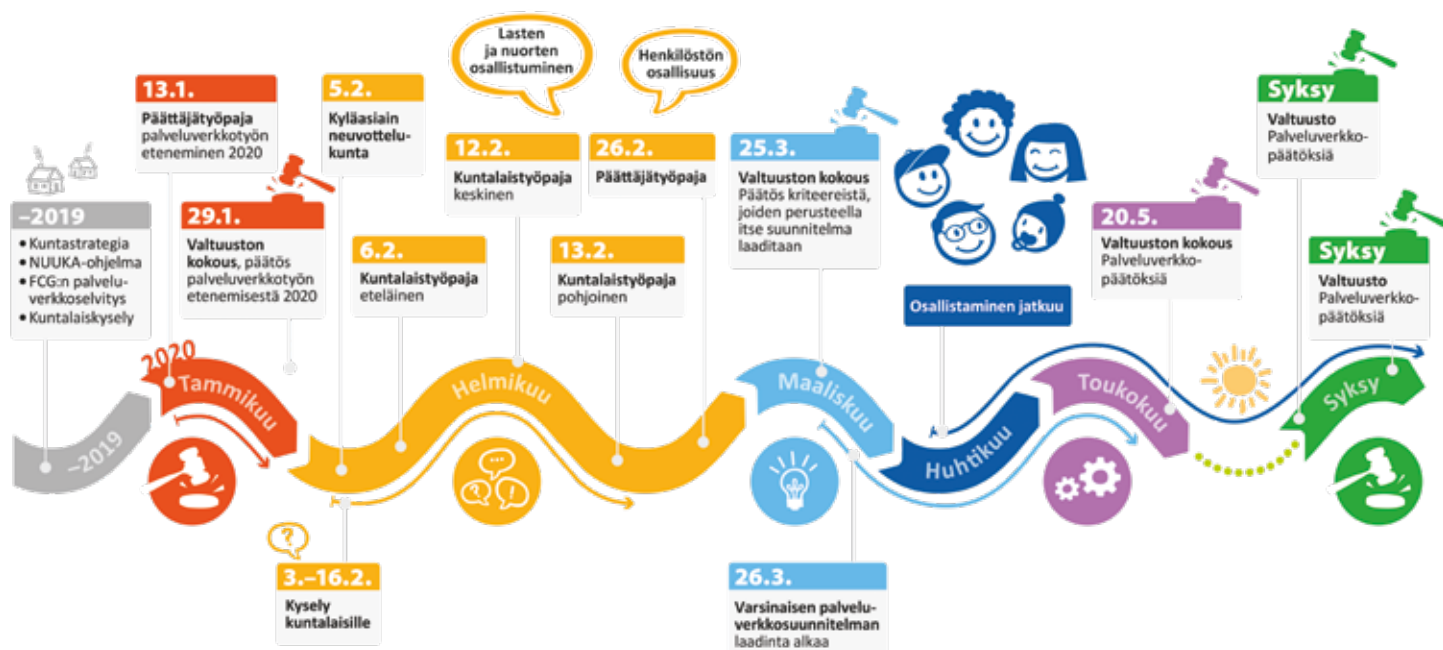 –2019
• Kuntastrategia
• NUUKA-ohjelma
• FCG:n palvelu-
verkkoselvitys
• Kuntalaiskysely
13.1.
Päättäjätyöpaja
palveluverkkotyön
eteneminen 2020
29.1.
Valtuuston
kokous, päätös
palveluverkkotyön
etenemisestä 2020
5.2.
Kyläasiain
neuvottelu-
kunta
6.2.
Kuntalaistyöpaja
eteläinen
Lasten
ja nuorten
osallistuminen
12.2.
Kuntalaistyöpaja
keskinen
Henkilöstön
osallisuus
26.2.
Päättäjätyöpaja
13.2.
Kuntalaistyöpaja
pohjoinen
25.3.
Valtuuston kokous
Päätös kriteereistä,
joiden perusteella
itse suunnitelma
laaditaan
Osallistaminen jatkuu
20.5.
Valtuuston kokous
Palveluverkko-
päätöksiä
Syksy
Valtuusto
Palveluverkko-
päätöksiä
Syksy
Valtuusto
Palveluverkko-
päätöksiä
–2019
2020
Tammikuu
Helmikuu
Maaliskuu
Huhtikuu
Toukokuu
Syksy
...
?
!
?
3.–16.2.
Kysely
kuntalaisille
26.3.
Varsinaisen palvelu-
verkkosuunnitelman
laadinta alkaa